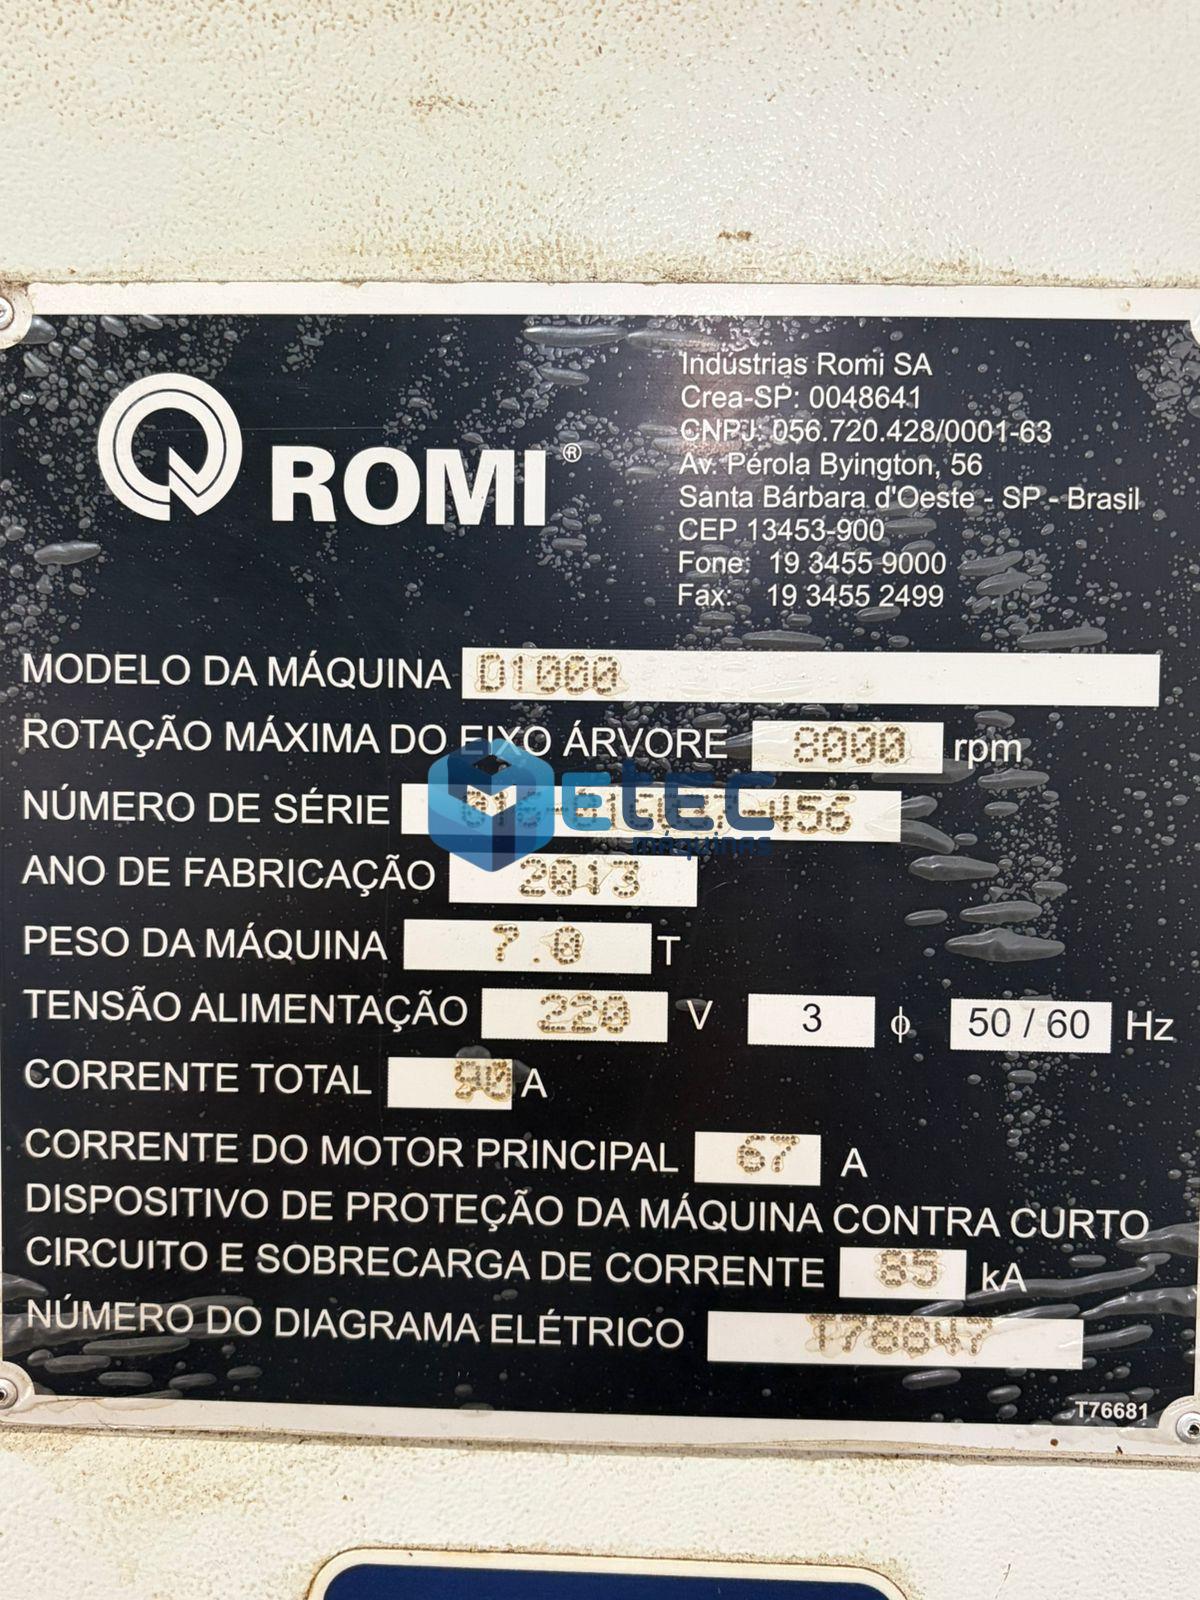 ROMI®
Indústrias Romi SA
Crea-SP: 0048641
CNPJ: 056.720.428/0001-63
Av. Pérola Byington, 56
Santa Bárbara d'Oeste - SP - Brasil
CEP 13453-900
Fone: 19 3455 9000
Fax: 19 3455 2499
MODELO DA MÁQUINA D1000
ROTAÇÃO MÁXIMA DO EIXO ÁRVORE 8000 rpm
NÚMERO DE SÉRIE
ANO DE FABRICAÇÃO 2013
PESO DA MÁQUINA 7.0 T
TENSÃO ALIMENTAÇÃO 220 V 3 ɸ 50 / 60 Hz
CORRENTE TOTAL 90 A
CORRENTE DO MOTOR PRINCIPAL 67 A
DISPOSITIVO DE PROTEÇÃO DA MÁQUINA CONTRA CURTO
CIRCUITO E SOBRECARGA DE CORRENTE 85 kA
NÚMERO DO DIAGRAMA ELÉTRICO T78647
T76681
etec
máquinas